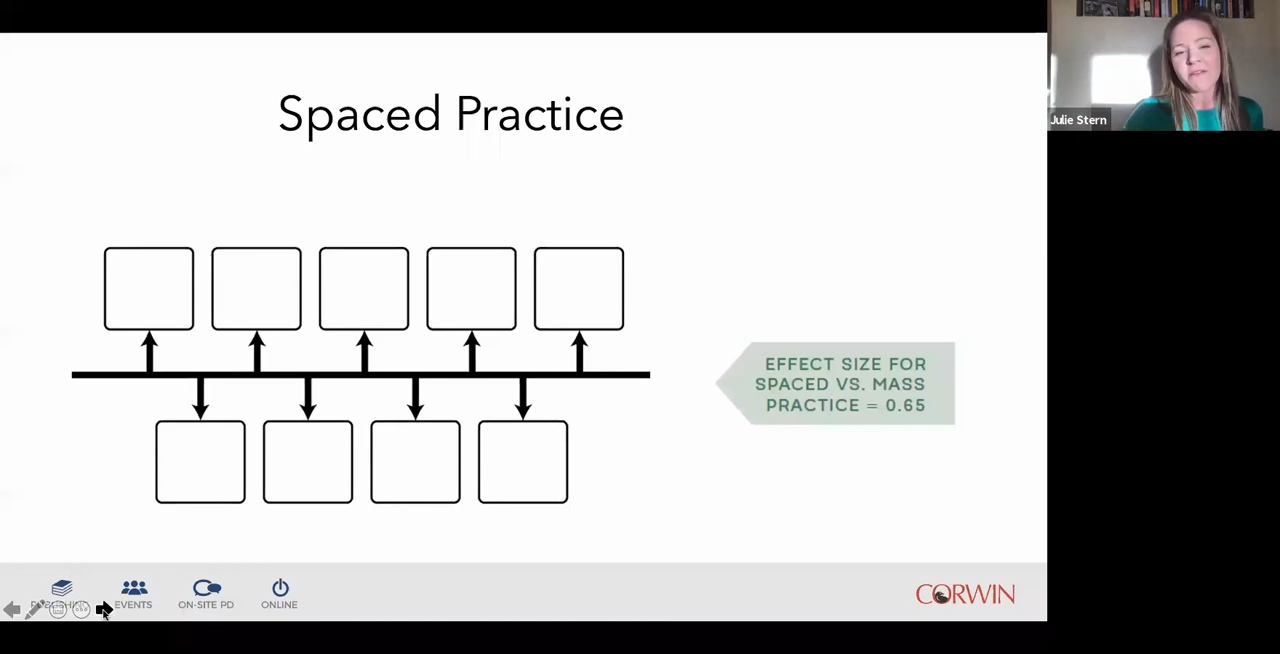 Spaced Practice
Julie Stern
EFFECT SIZE FOR
SPACED VS. MASS
PRACTICE = 0.65
EVENTS
ON-SITE PD
ONLINE
CORWIN